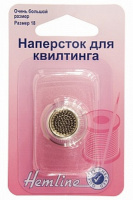 Очень большой
размер
Размер 18
Наперсток для
квилтинга
Hemline